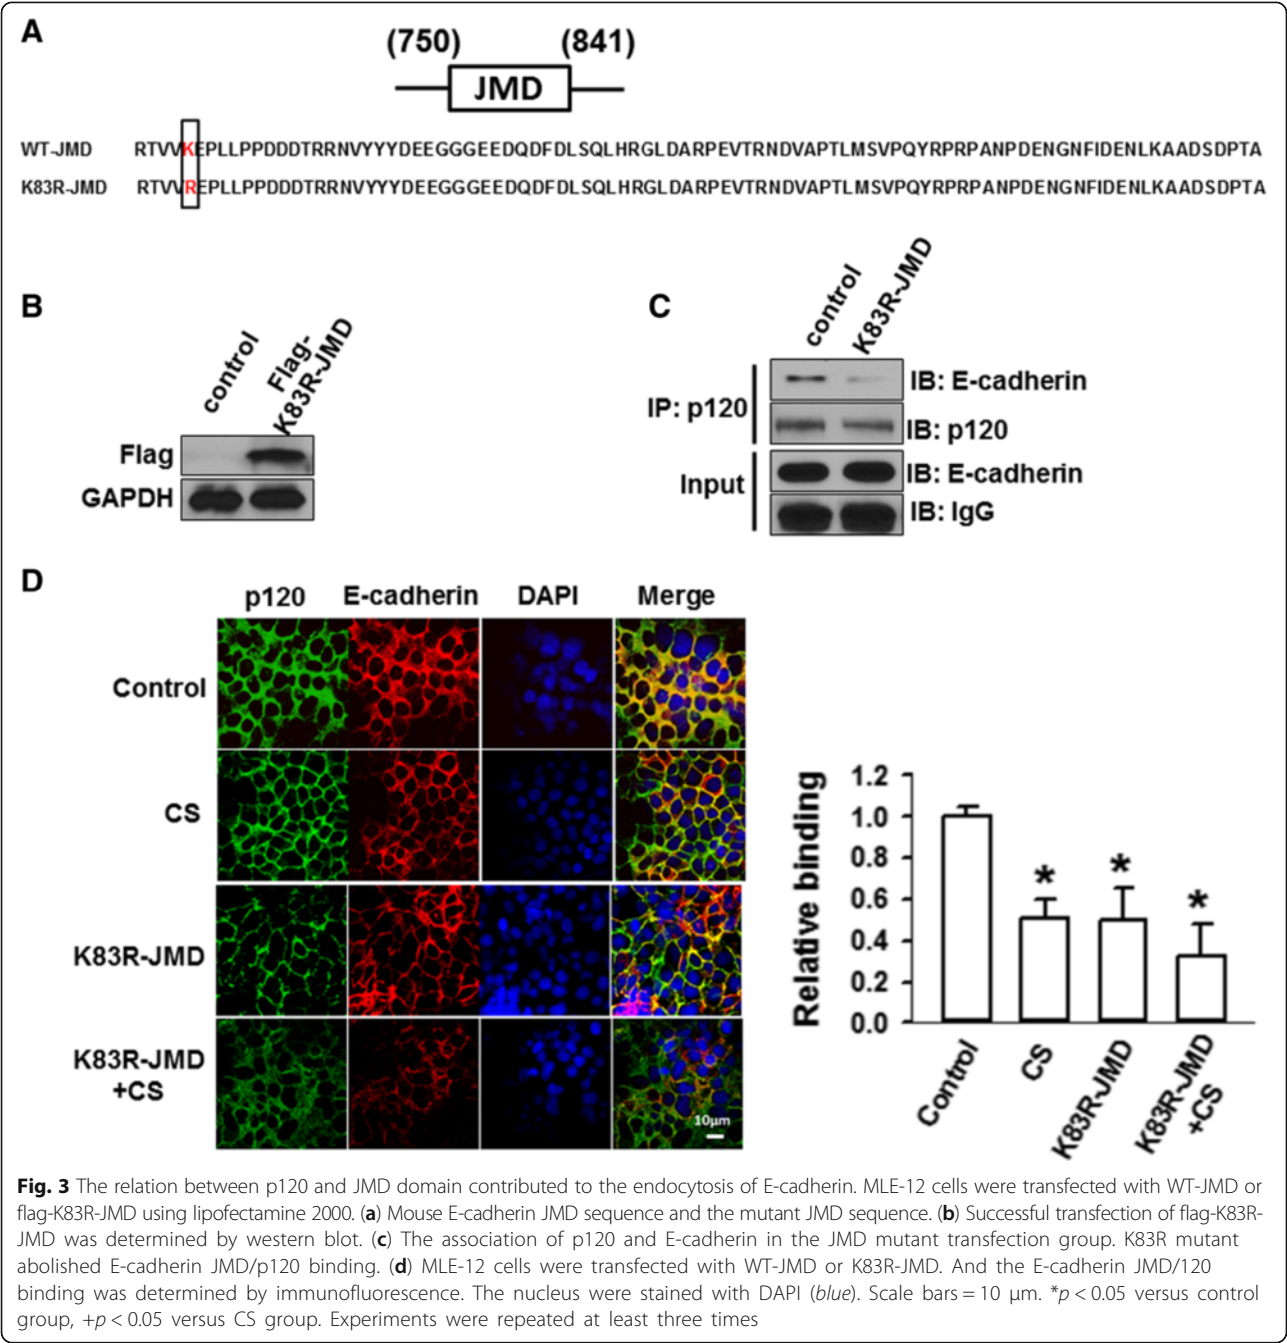 A
(750) (841)
JMD
WT-JMD RTVVKEPLLPPDDDTRRNVYYYDEEGGGEEDQDFDLSQLHRGLDARPEVTRNDVAPTLMSVPQYRPRPANPDENGNFIDENLKAADSDPTA
K83R-JMD RTVVREPLLPPDDDTRRNVYYYDEEGGGEEDQDFDLSQLHRGLDARPEVTRNDVAPTLMSVPQYRPRPANPDENGNFIDENLKAADSDPTA
B
control
Flag-
K83R-JMD
Flag
GAPDH
C
control
K83R-JMD
IP: p120
IB: E-cadherin
IB: p120
Input
IB: E-cadherin
IB: IgG
D
p120 E-cadherin DAPI Merge
Control
CS
K83R-JMD
K83R-JMD
+CS
10μm
Relative binding
1.2
1.0
0.8
0.6
0.4
0.2
0.0
*
*
*
Control
CS
K83R-JMD
K83R-JMD
+CS
Fig. 3 The relation between p120 and JMD domain contributed to the endocytosis of E-cadherin. MLE-12 cells were transfected with WT-JMD or
flag-K83R-JMD using lipofectamine 2000. (a) Mouse E-cadherin JMD sequence and the mutant JMD sequence. (b) Successful transfection of flag-K83R-
JMD was determined by western blot. (c) The association of p120 and E-cadherin in the JMD mutant transfection group. K83R mutant
abolished E-cadherin JMD/p120 binding. (d) MLE-12 cells were transfected with WT-JMD or K83R-JMD. And the E-cadherin JMD/120
binding was determined by immunofluorescence. The nucleus were stained with DAPI (blue). Scale bars = 10 μm. *p < 0.05 versus control
group, +p < 0.05 versus CS group. Experiments were repeated at least three times